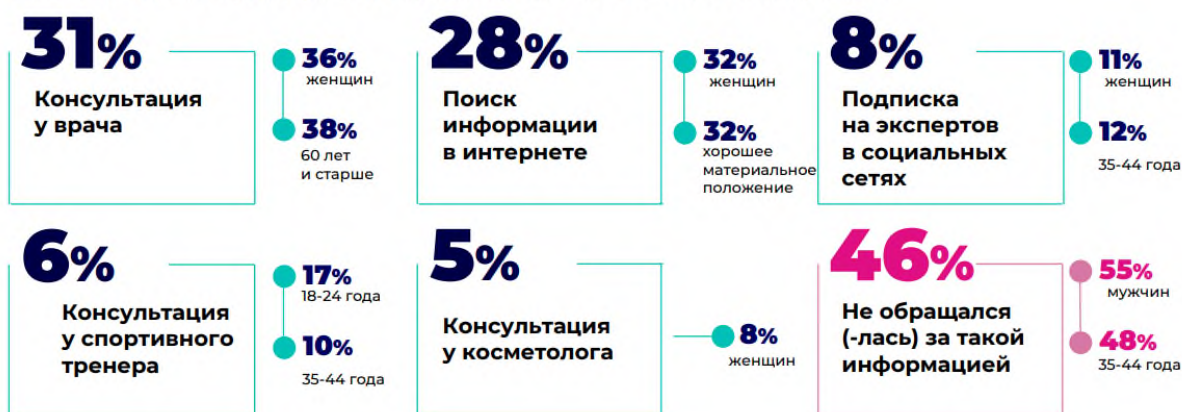 31%
Консультация
у врача
36%
женщин
38%
60 лет
и старше
28%
Поиск
информации
в интернете
32%
женщин
32%
хорошее
материальное
положение
8%
Подписка
на экспертов
в социальных
сетях
11%
женщин
12%
35-44 года
6%
Консультация
у спортивного
тренера
17%
18-24 года
10%
35-44 года
5%
Консультация
у косметолога
8%
женщин
46%
Не обращался
(-лась) за такой
информацией
55%
мужчин
48%
35-44 года